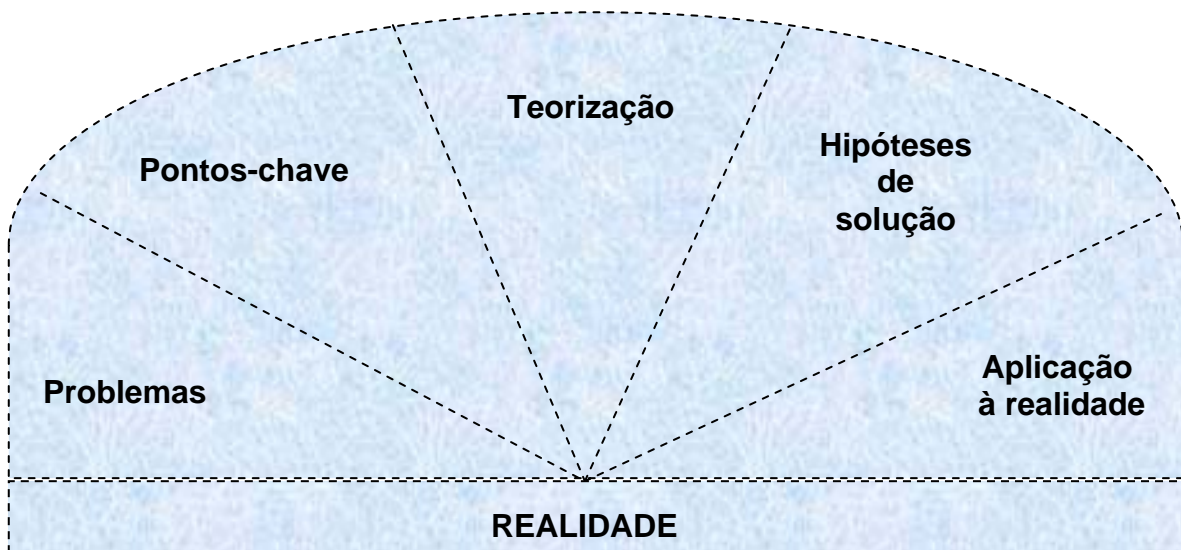 Teorização
Pontos-chave
Hipóteses
de
solução
Problemas
Aplicação
à realidade
REALIDADE